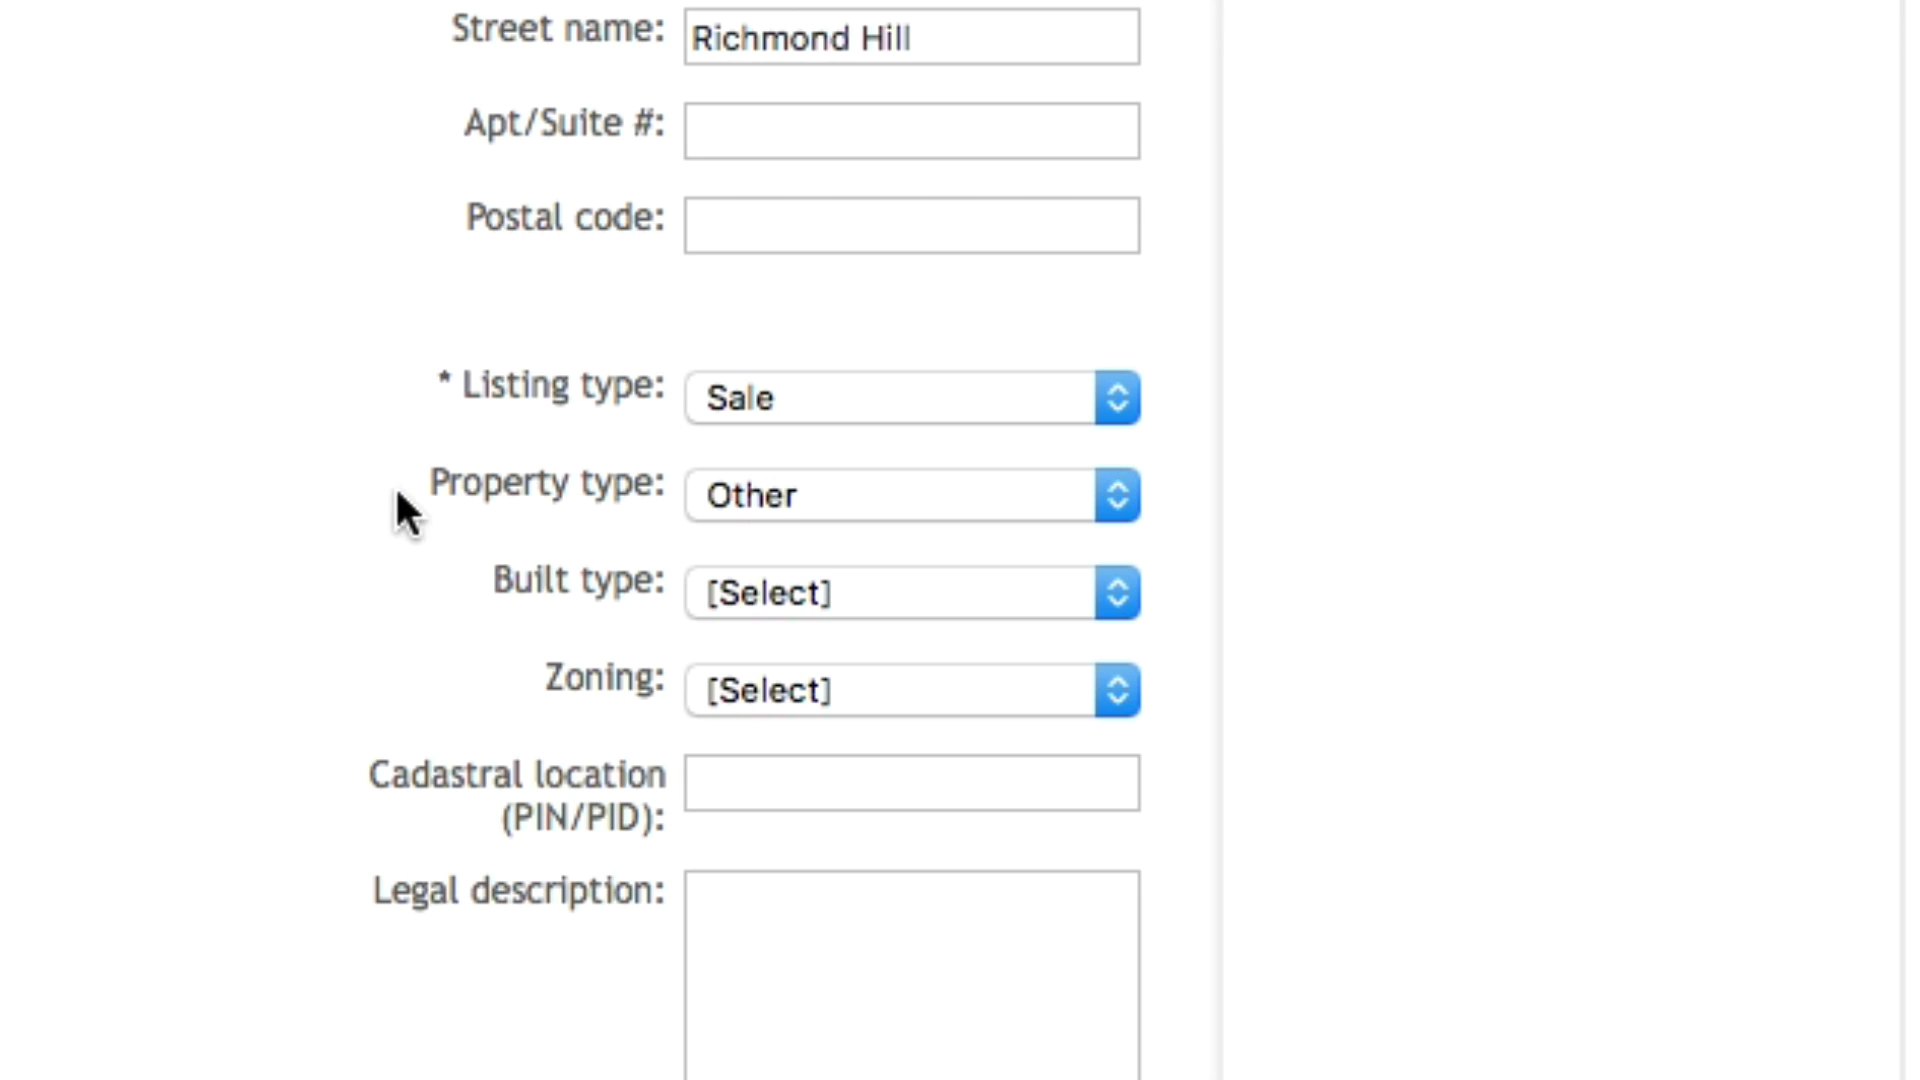 Street name: Richmond Hill
Apt/Suite #:
Postal code:
* Listing type: Sale
Property type: Other
Built type: [Select]
Zoning: [Select]
Cadastral location
(PIN/PID):
Legal description: